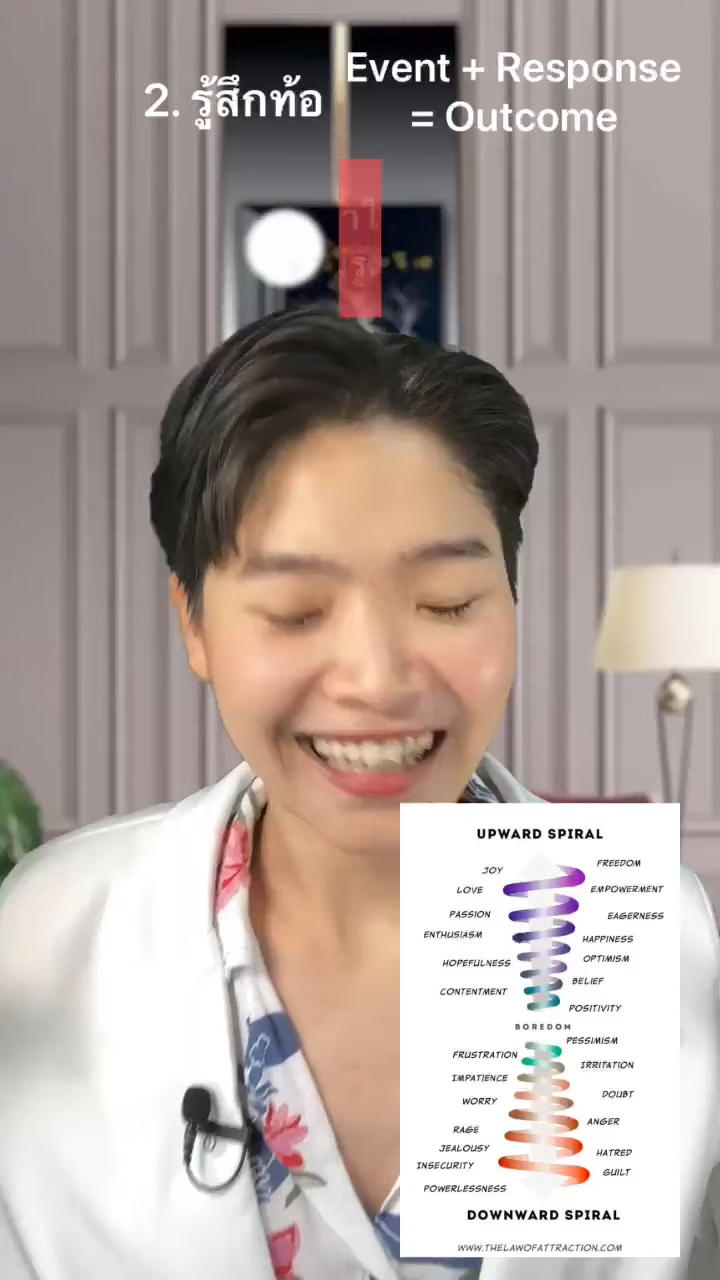 2. รู้สึกท้อ
Event + Response
= Outcome
UPWARD SPIRAL
JOY
FREEDOM
LOVE
EMPOWERMENT
PASSION
EAGERNESS
ENTHUSIASM
HAPPINESS
HOPEFULNESS
OPTIMISM
CONTENTMENT
BELIEF
POSITIVITY
BOREDOM
PESSIMISM
FRUSTRATION
IRRITATION
IMPATIENCE
WORRY
DOUBT
RAGE
ANGER
JEALOUSY
HATRED
INSECURITY
GUILT
POWERLESSNESS
DOWNWARD SPIRAL
WWW.THELAWOFATTRACTION.COM